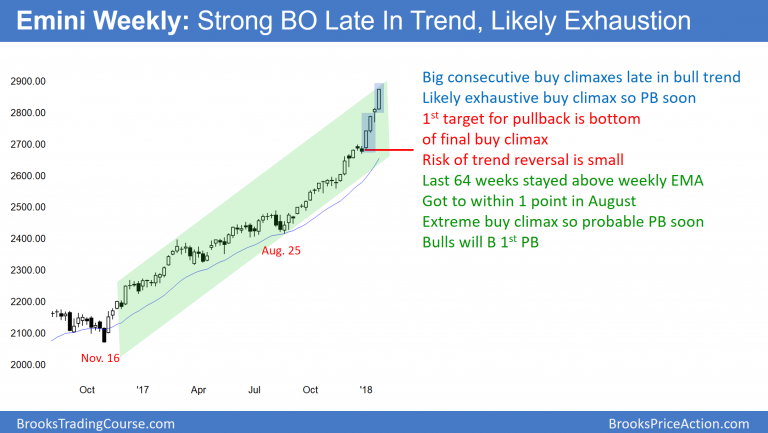 Emini Weekly: Strong BO Late In Trend, Likely Exhaustion
2900.00
2800.00
2700.00
2600.00
2500.00
2400.00
2300.00
2200.00
2100.00
2000.00
Nov. 16
Aug. 25
Oct '17 Apr Jul Oct '18
Big consecutive buy climaxes late in bull trend
Likely exhaustive buy climax so PB soon
1st target for pullback is bottom
of final buy climax
Risk of trend reversal is small
Last 64 weeks stayed above weekly EMA
Got to within 1 point in August
Extreme buy climax so probable PB soon
Bulls will B 1st PB
BrooksTradingCourse.com
BrooksPriceAction.com